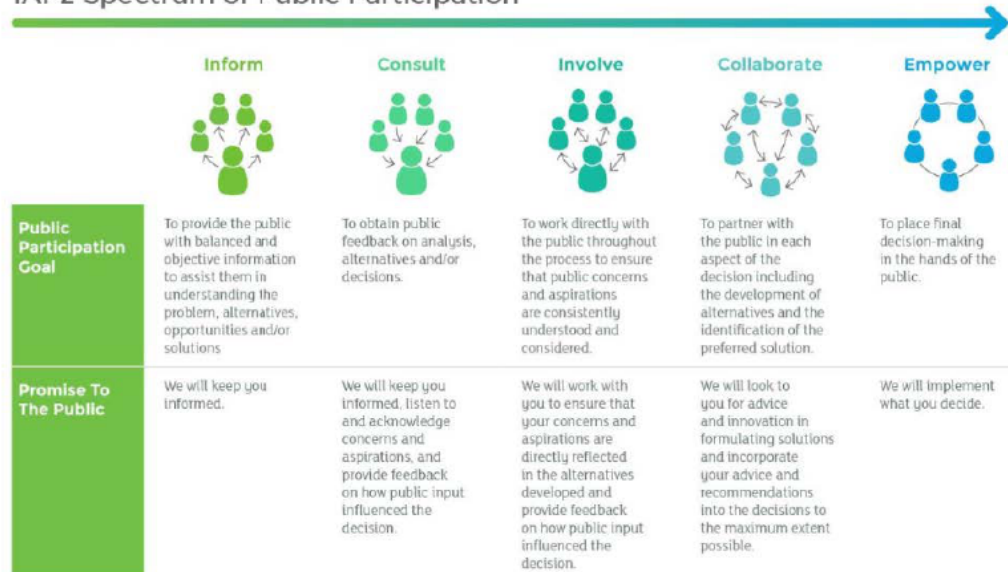 IAP2 Spectrum of Public Participation
Inform
Consult
Involve
Collaborate
Empower
Public
Participation
Goal
To provide the public
with balanced and
objective information
to assist them in
understanding the
problem, alternatives,
opportunities and/or
solutions
To obtain public
feedback on analysis,
alternatives and/or
decisions.
To work directly with
the public throughout
the process to ensure
that public concerns
and aspirations
are consistently
understood and
considered.
To partner with
the public in each
aspect of the
decision including
the development of
alternatives and the
identification of the
preferred solution.
To place final
decision-making
in the hands of the
public.
Promise To
The Public
We will keep you
informed.
We will keep you
informed, listen to
and acknowledge
concerns and
aspirations, and
provide feedback
on how public input
influenced the
decision.
We will work with
you to ensure that
your concerns and
aspirations are
directly reflected
in the alternatives
developed and
provide feedback
on how public input
influenced the
decision.
We will look to
you for advice
and innovation in
formulating solutions
and incorporate
your advice and
recommendations
into the decisions to
the maximum extent
possible.
We will implement
what you decide.